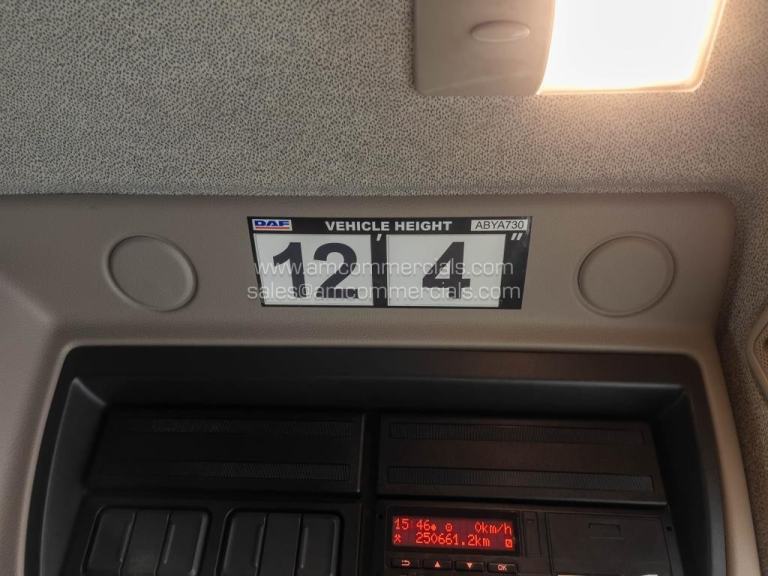 DAF VEHICLE HEIGHT ABYA730
12 ' 4 "
www.amcommercials.com
sales@amcommercials.com
15:46 0km/h
250661.2km
OK